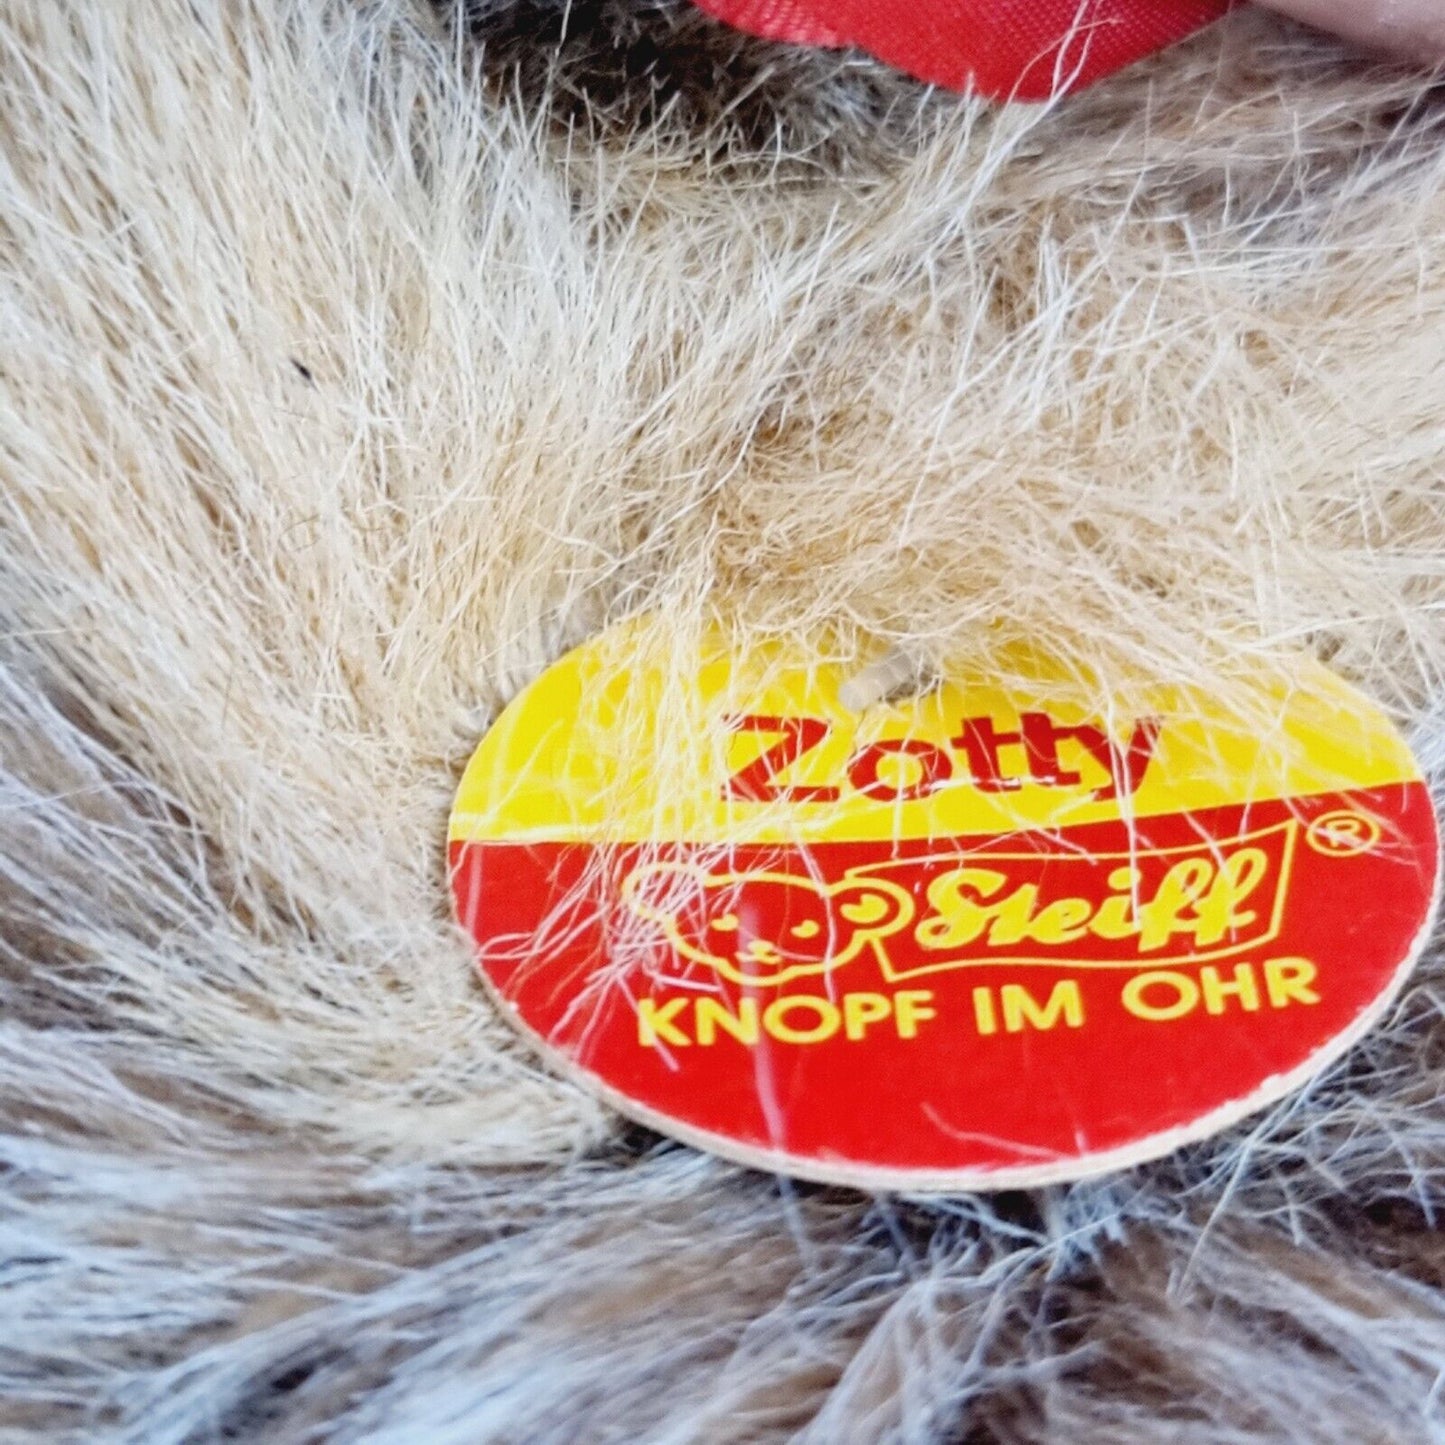 Zotty
Steiff ®
KNOPF IM OHR